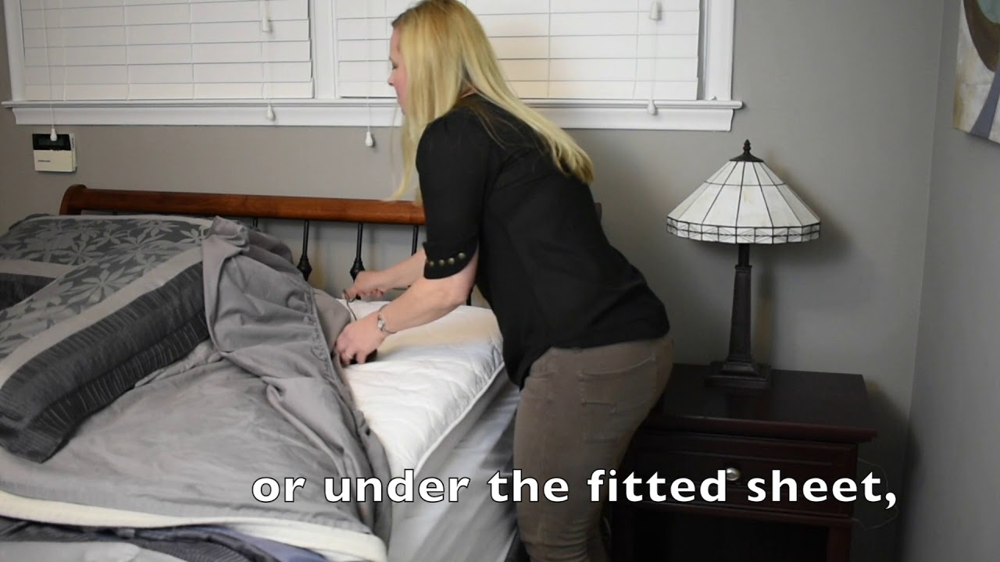 or under the fitted sheet,